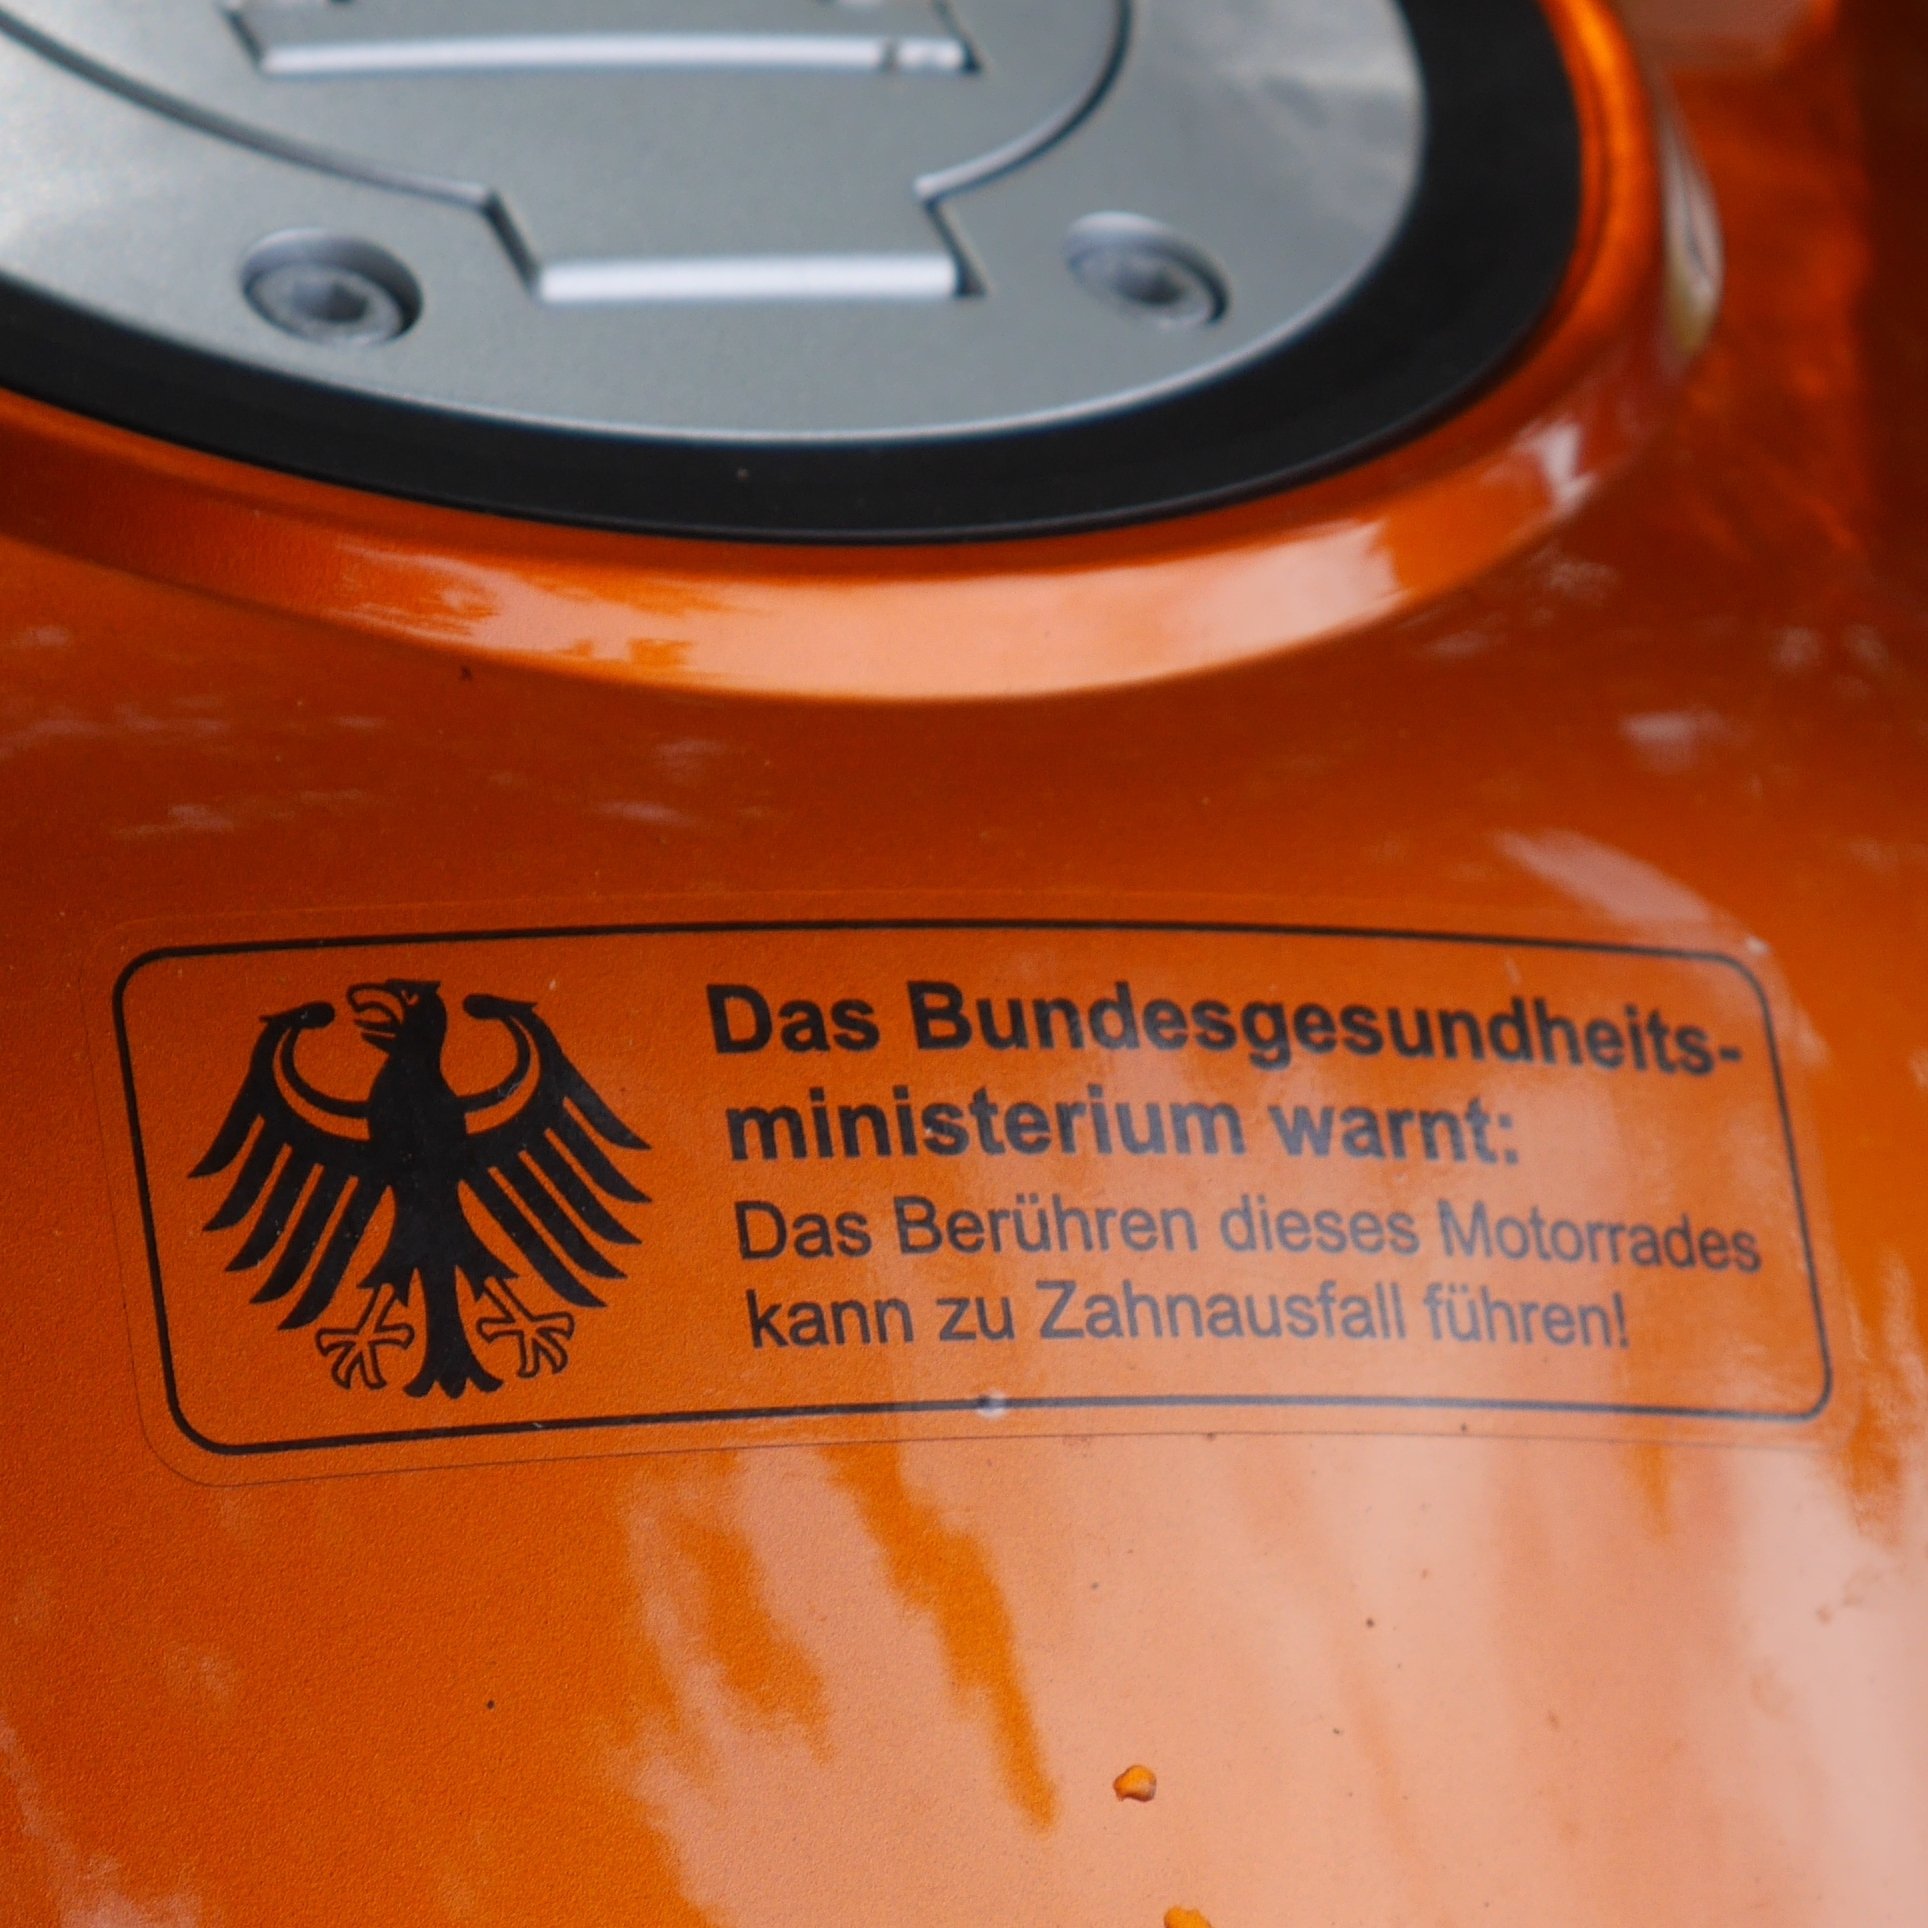 Das Bundesgesundheits-
ministerium warnt:
Das Berühren dieses Motorrades
kann zu Zahnausfall führen!